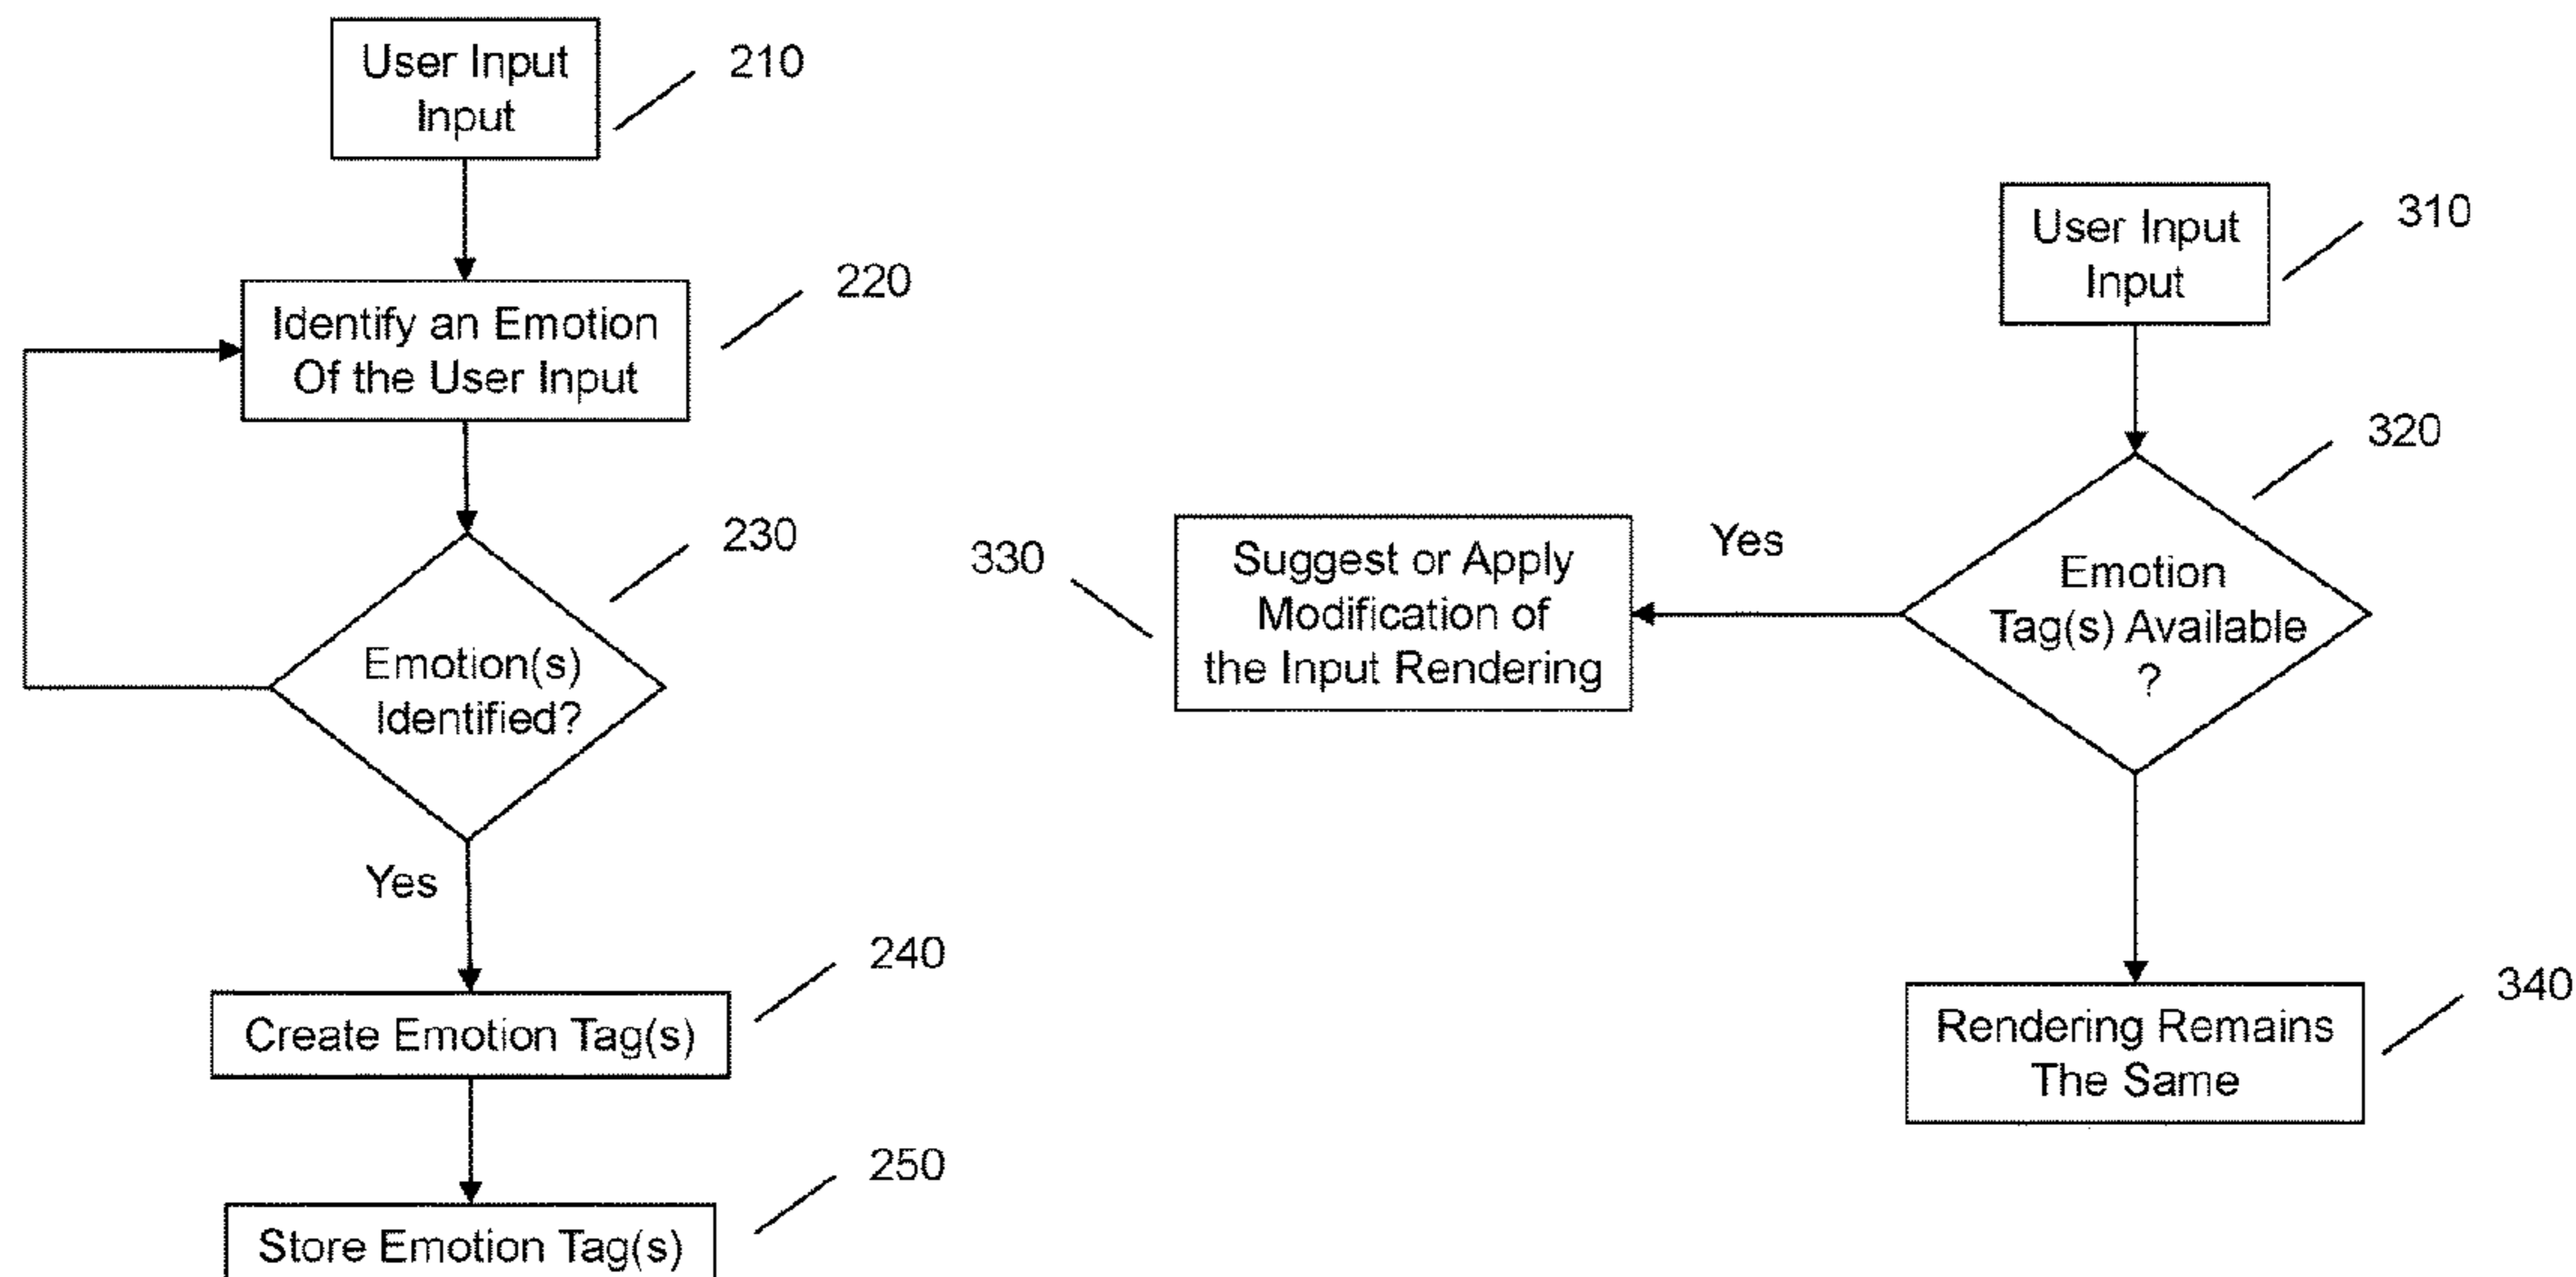 User Input
Input
210
Identify an Emotion
Of the User Input
220
Emotion(s)
Identified?
230
Yes
Create Emotion Tag(s)
240
Store Emotion Tag(s)
250
User Input
Input
310
Emotion
Tag(s) Available
?
320
Yes
Suggest or Apply
Modification of
the Input Rendering
330
Rendering Remains
The Same
340